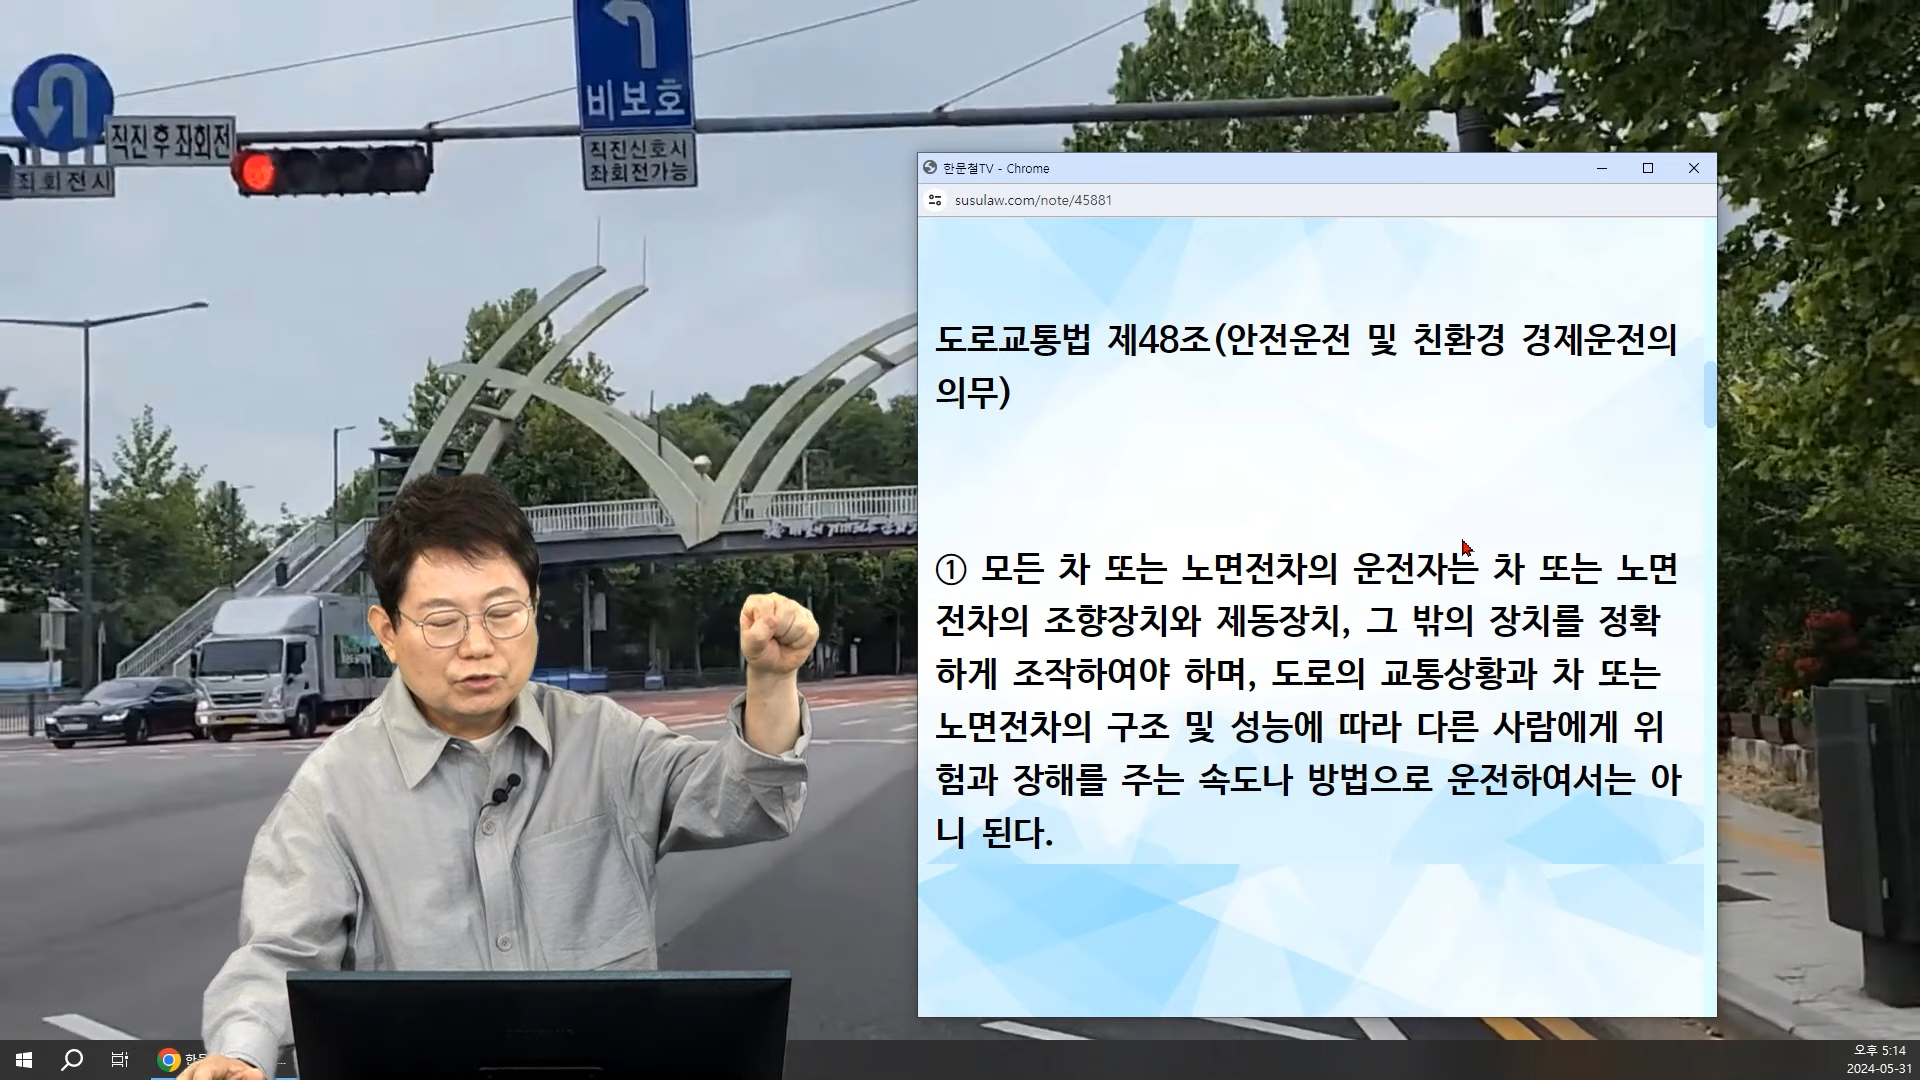 비보호
직진 후 좌회전
직진신호시
좌회전가능
좌회전시
한문철TV - Chrome
susulaw.com/note/45881
도로교통법 제48조(안전운전 및 친환경 경제운전의
의무)
① 모든 차 또는 노면전차의 운전자는 차 또는 노면
전차의 조향장치와 제동장치, 그 밖의 장치를 정확
하게 조작하여야 하며, 도로의 교통상황과 차 또는
노면전차의 구조 및 성능에 따라 다른 사람에게 위
험과 장해를 주는 속도나 방법으로 운전하여서는 아
니 된다.
오후 5:14
2024-05-31